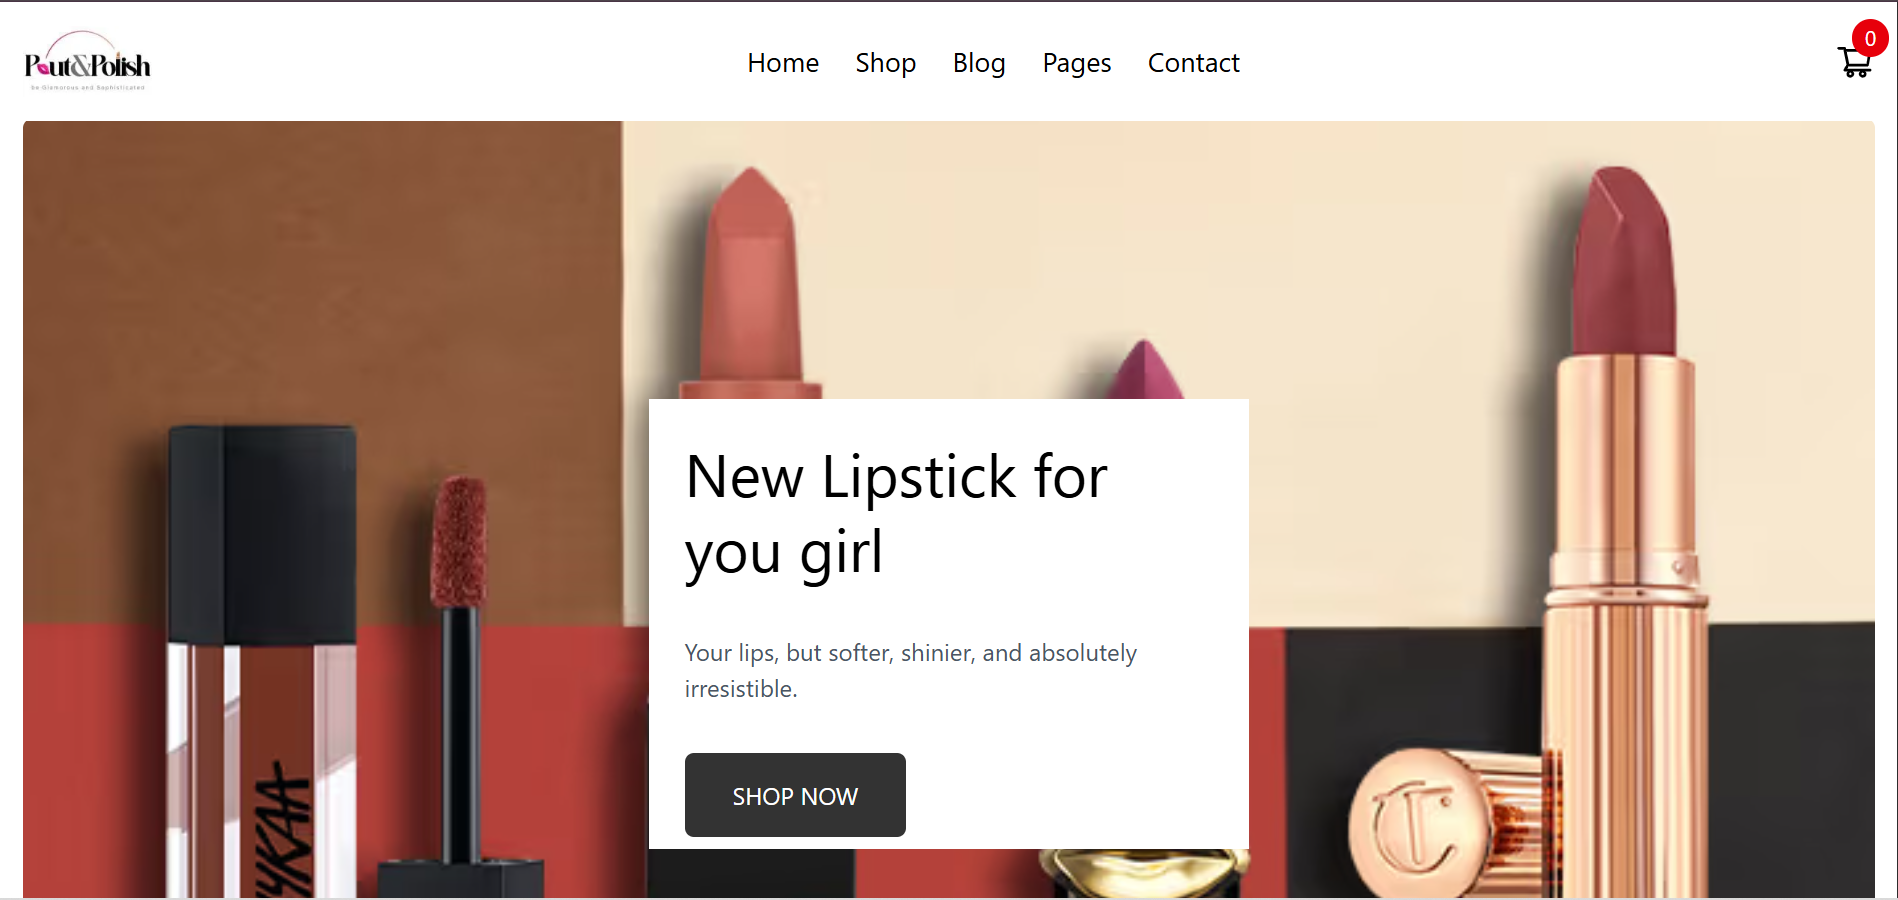 Pout&Polish
be Glamorous and Sophisticated
Home Shop Blog Pages Contact
0
New Lipstick for
you girl
Your lips, but softer, shinier, and absolutely
irresistible.
SHOP NOW
NYKAA